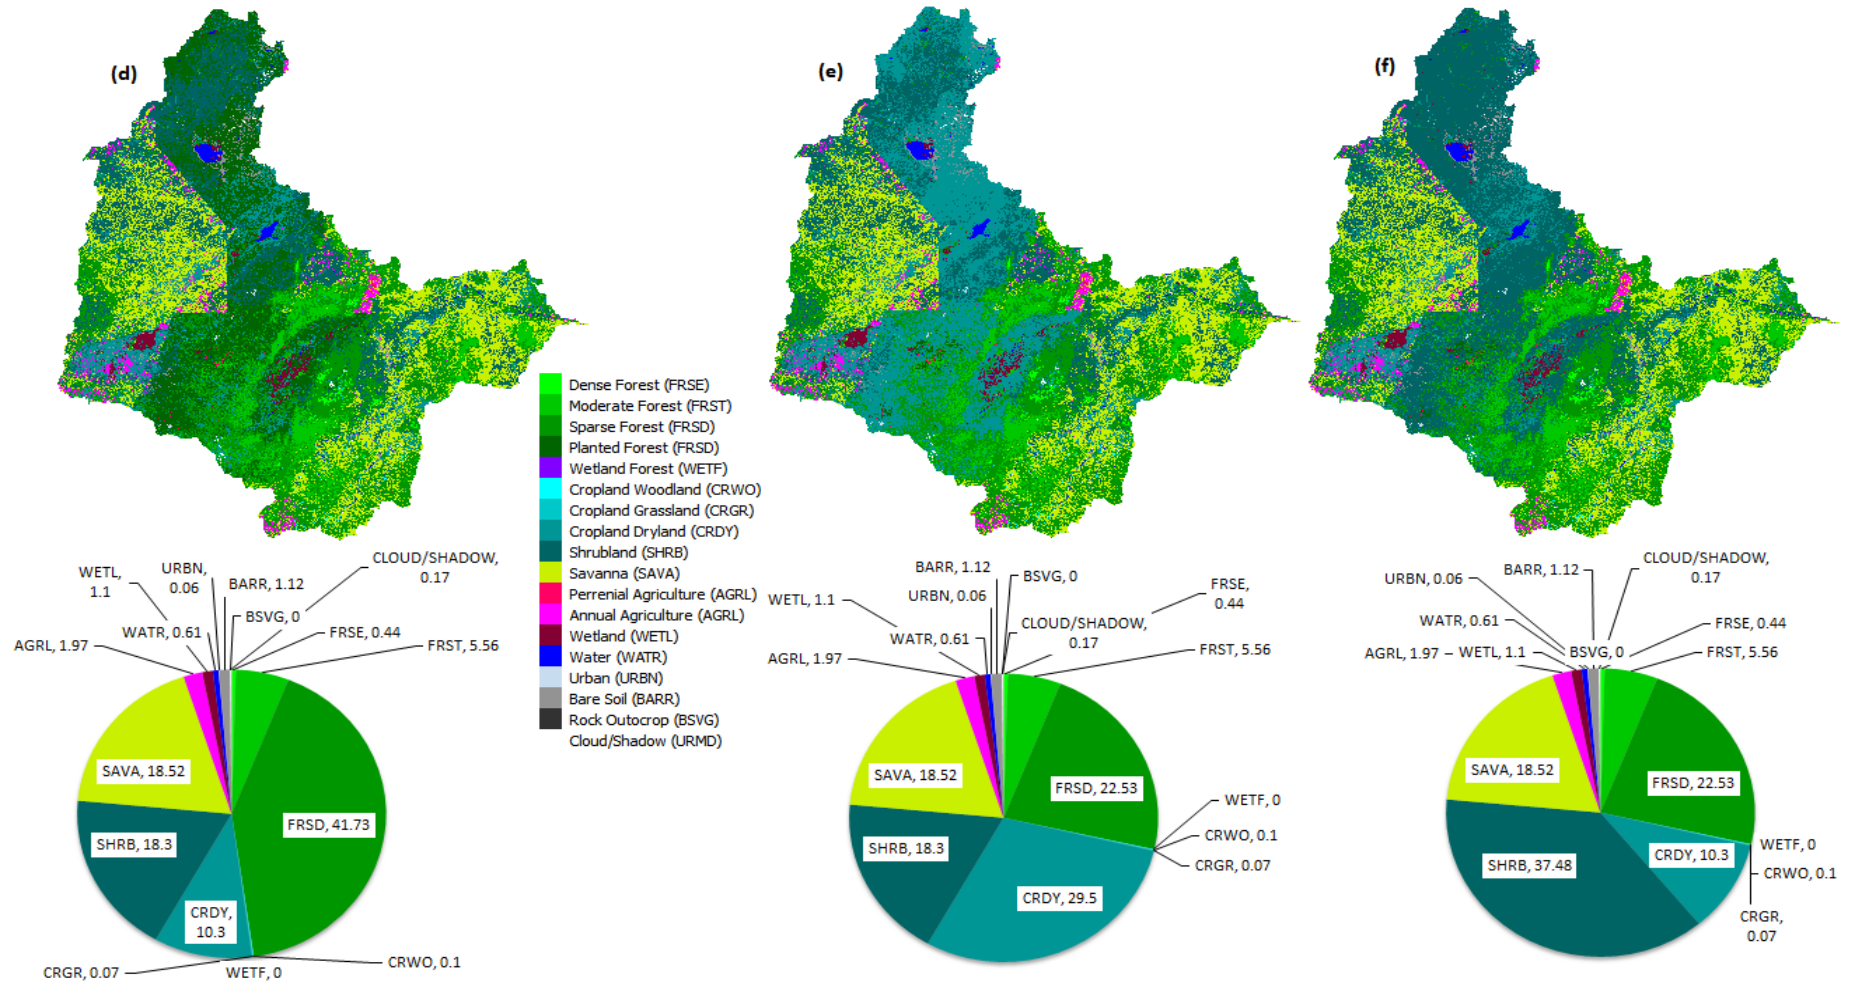 (d)
(e)
(f)
Dense Forest (FRSE)
Moderate Forest (FRST)
Sparse Forest (FRSD)
Planted Forest (FRSD)
Wetland Forest (WETF)
Cropland Woodland (CRWO)
Cropland Grassland (CRGR)
Cropland Dryland (CRDY)
Shrubland (SHRB)
Savanna (SAVA)
Perrenial Agriculture (AGRL)
Annual Agriculture (AGRL)
Wetland (WETL)
Water (WATR)
Urban (URBN)
Bare Soil (BARR)
Rock Outocrop (BSVG)
Cloud/Shadow (URMD)
WETL,
1.1
URBN,
0.06
BARR, 1.12
CLOUD/SHADOW,
0.17
BSVG, 0
WATR, 0.61
FRSE, 0.44
AGRL, 1.97
FRST, 5.56
SAVA, 18.52
FRSD, 41.73
SHRB, 18.3
CRDY,
10.3
CRGR, 0.07
WETF, 0
CRWO, 0.1
BARR, 1.12
BSVG, 0
FRSE,
0.44
WETL, 1.1
URBN, 0.06
CLOUD/SHADOW,
0.17
WATR, 0.61
AGRL, 1.97
FRST, 5.56
SAVA, 18.52
FRSD, 22.53
WETF, 0
SHRB, 18.3
CRWO, 0.1
CRGR, 0.07
CRDY, 29.5
CLOUD/SHADOW,
0.17
BARR, 1.12
URBN, 0.06
WATR, 0.61
FRSE, 0.44
AGRL, 1.97
WETL, 1.1
BSVG, 0
FRST, 5.56
SAVA, 18.52
FRSD, 22.53
WETF, 0
SHRB, 37.48
CRDY, 10.3
CRWO, 0.1
CRGR,
0.07